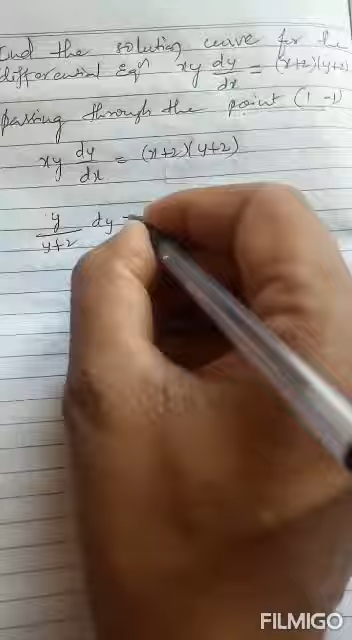 Find the solution curve for the
differential Eqn xy dy/dx = (x+2)(y+2)
passing through the point (1 -1)
xy dy/dx = (x+2)(y+2)
y/y+2 dy =
FILMIGO